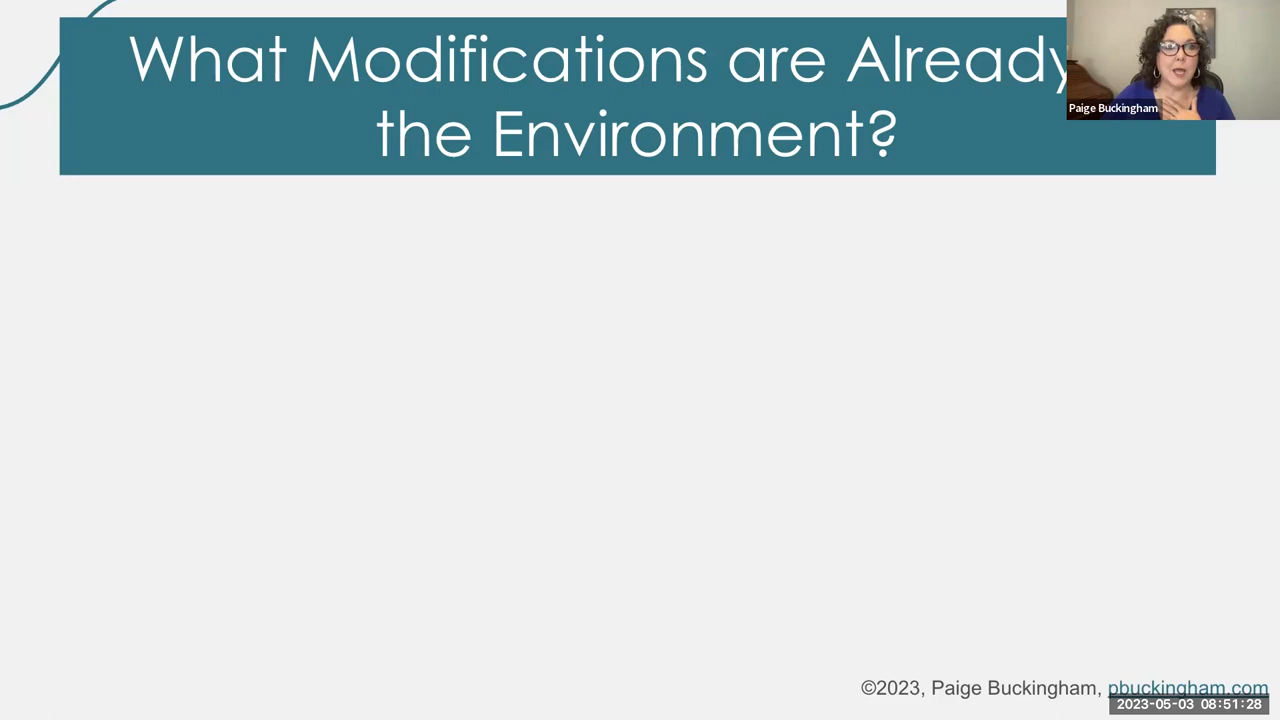 What Modifications are Already
the Environment?
Paige Buckingham
©2023, Paige Buckingham, pbuckingham.com
2023-05-03 08:51:28